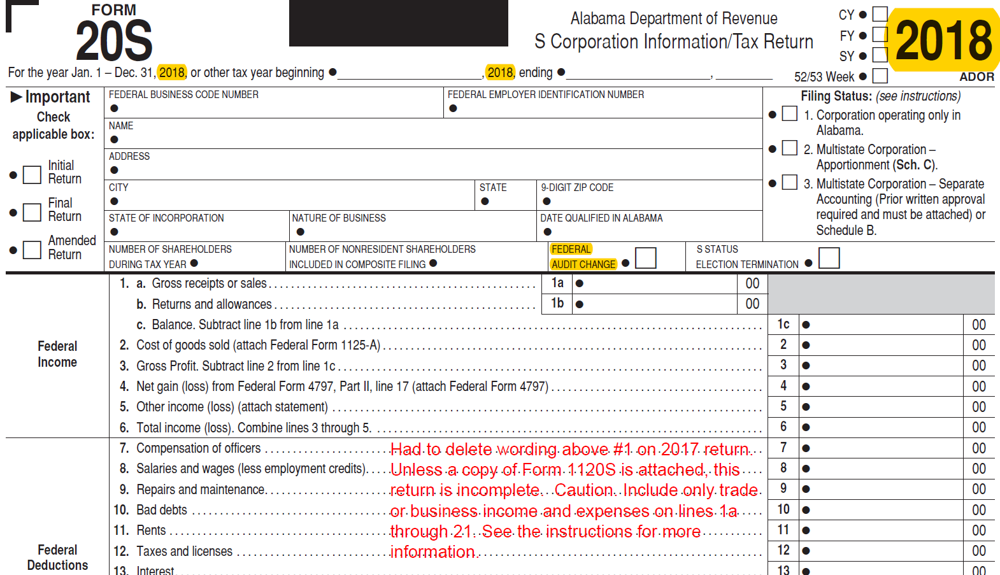 FORM
20S
Alabama Department of Revenue
S Corporation Information/Tax Return
CY ●
FY ●
SY ●
52/53 Week ●
2018
ADOR
For the year Jan. 1 – Dec. 31, 2018, or other tax year beginning ●____________________, 2018, ending ●____________________, ________
►Important
Check
applicable box:
● Initial
Return
● Final
Return
● Amended
Return
FEDERAL BUSINESS CODE NUMBER
●
FEDERAL EMPLOYER IDENTIFICATION NUMBER
●
NAME
●
ADDRESS
●
CITY
●
STATE
●
9-DIGIT ZIP CODE
●
STATE OF INCORPORATION
●
NATURE OF BUSINESS
●
DATE QUALIFIED IN ALABAMA
●
NUMBER OF SHAREHOLDERS
DURING TAX YEAR ●
NUMBER OF NONRESIDENT SHAREHOLDERS
INCLUDED IN COMPOSITE FILING ●
FEDERAL
AUDIT CHANGE ●
S STATUS
ELECTION TERMINATION ●
Filing Status: (see instructions)
● 1. Corporation operating only in
Alabama.
● 2. Multistate Corporation –
Apportionment (Sch. C).
● 3. Multistate Corporation – Separate
Accounting (Prior written approval
required and must be attached) or
Schedule B.
Federal
Income
1. a. Gross receipts or sales 1a ● 00
b. Returns and allowances 1b ● 00
c. Balance. Subtract line 1b from line 1a 1c ● 00
2. Cost of goods sold (attach Federal Form 1125-A) 2 ● 00
3. Gross Profit. Subtract line 2 from line 1c 3 ● 00
4. Net gain (loss) from Federal Form 4797, Part II, line 17 (attach Federal Form 4797) 4 ● 00
5. Other income (loss) (attach statement) 5 ● 00
6. Total income (loss). Combine lines 3 through 5. 6 ● 00
Federal
Deductions
7. Compensation of officers 7 ● 00
8. Salaries and wages (less employment credits) 8 ● 00
9. Repairs and maintenance 9 ● 00
10. Bad debts 10 ● 00
11. Rents 11 ● 00
12. Taxes and licenses 12 ● 00
13. Interest 13 ● 00
Had to delete wording above #1 on 2017 return.
Unless a copy of Form 1120S is attached, this
return is incomplete. Caution. Include only trade
or business income and expenses on lines 1a
through 21. See the instructions for more
information.